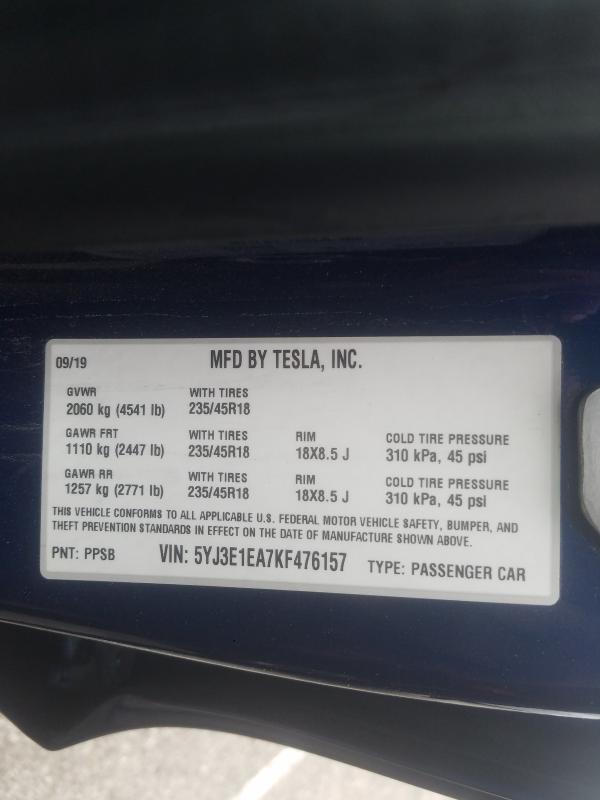 09/19 MFD BY TESLA, INC.
GVWR WITH TIRES
2060 kg (4541 lb) 235/45R18
GAWR FRT WITH TIRES RIM COLD TIRE PRESSURE
1110 kg (2447 lb) 235/45R18 18X8.5 J 310 kPa, 45 psi
GAWR RR WITH TIRES RIM COLD TIRE PRESSURE
1257 kg (2771 lb) 235/45R18 18X8.5 J 310 kPa, 45 psi
THIS VEHICLE CONFORMS TO ALL APPLICABLE U.S. FEDERAL MOTOR VEHICLE SAFETY, BUMPER, AND
THEFT PREVENTION STANDARDS IN EFFECT ON THE DATE OF MANUFACTURE SHOWN ABOVE.
PNT: PPSB VIN: 5YJ3E1EA7KF476157 TYPE: PASSENGER CAR